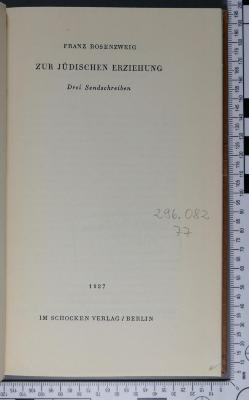 FRANZ ROSENZWEIG
ZUR JÜDISCHEN ERZIEHUNG
Drei Sendschreiben
296.082
77
1937
IM SCHOCKEN VERLAG / BERLIN